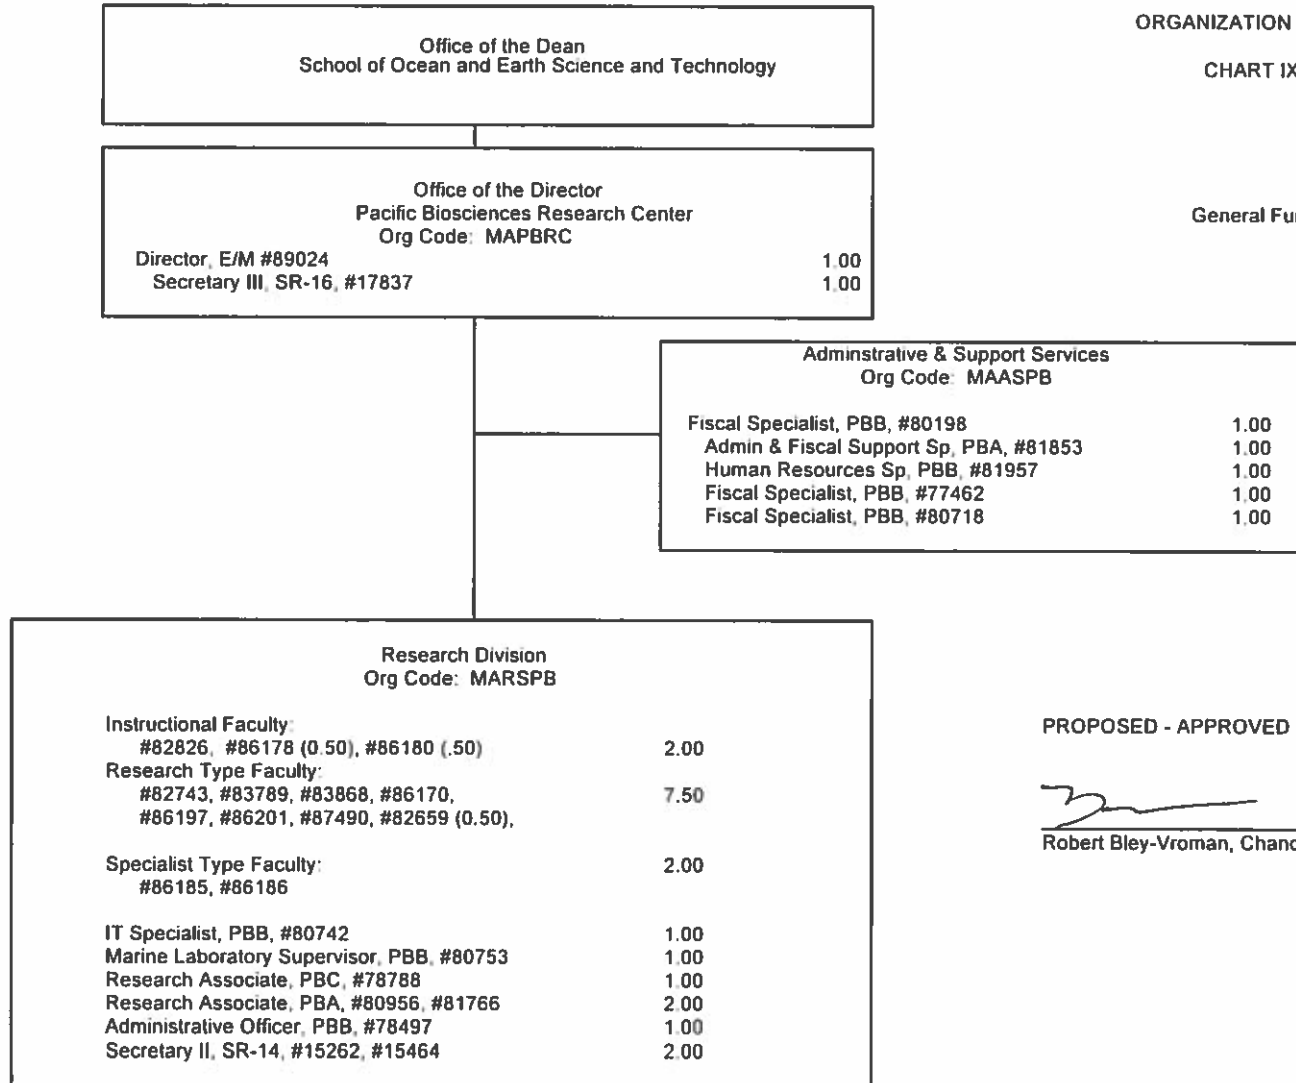 ORGANIZATION
CHART IX
Office of the Dean
School of Ocean and Earth Science and Technology
Office of the Director
Pacific Biosciences Research Center
Org Code: MAPBRC
Director, E/M #89024 1.00
Secretary III, SR-16, #17837 1.00
General Fu
Adminstrative & Support Services
Org Code: MAASPB
Fiscal Specialist, PBB, #80198 1.00
Admin & Fiscal Support Sp, PBA, #81853 1.00
Human Resources Sp, PBB, #81957 1.00
Fiscal Specialist, PBB, #77462 1.00
Fiscal Specialist, PBB, #80718 1.00
Research Division
Org Code: MARSPB
Instructional Faculty:
#82826, #86178 (0.50), #86180 (.50) 2.00
Research Type Faculty:
#82743, #83789, #83868, #86170, 7.50
#86197, #86201, #87490, #82659 (0.50),
Specialist Type Faculty: 2.00
#86185, #86186
IT Specialist, PBB, #80742 1.00
Marine Laboratory Supervisor, PBB, #80753 1.00
Research Associate, PBC, #78788 1.00
Research Associate, PBA, #80956, #81766 2.00
Administrative Officer, PBB, #78497 1.00
Secretary II, SR-14, #15262, #15464 2.00
PROPOSED - APPROVED
Robert Bley-Vroman, Chanc